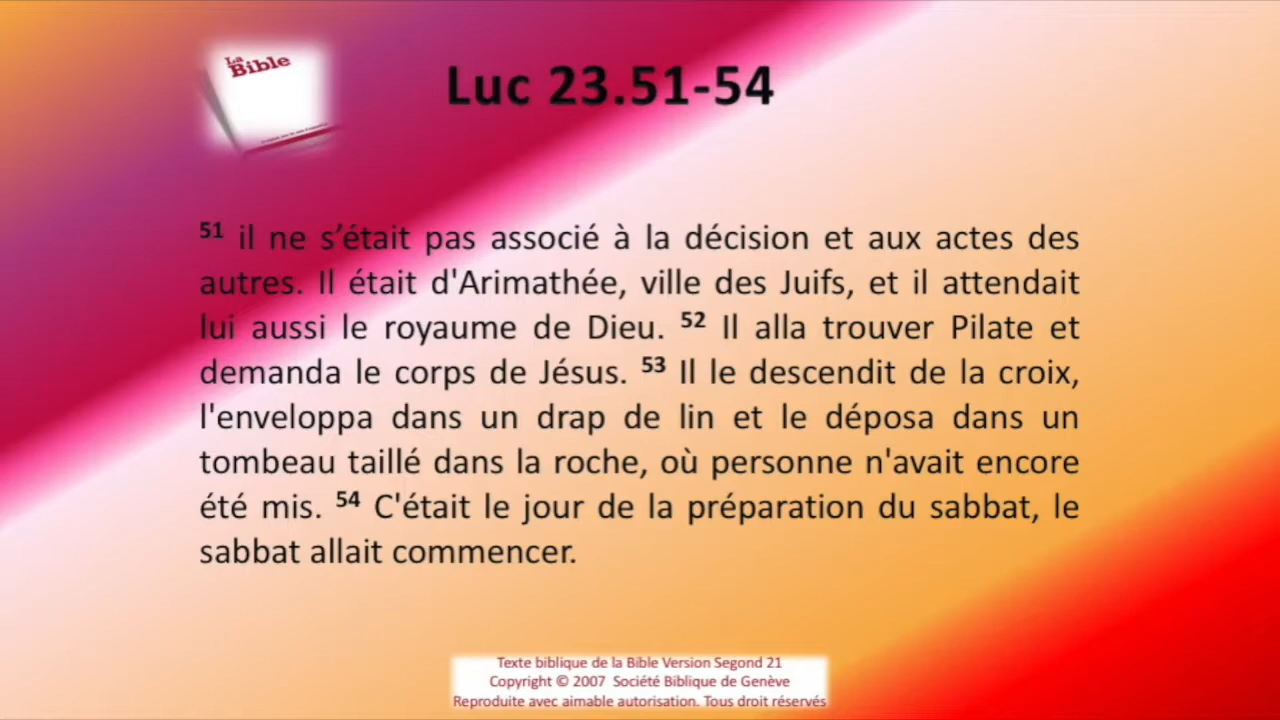 La
Bible
Luc 23.51-54
51 il ne s’était pas associé à la décision et aux actes des
autres. Il était d'Arimathée, ville des Juifs, et il attendait
lui aussi le royaume de Dieu. 52 Il alla trouver Pilate et
demanda le corps de Jésus. 53 Il le descendit de la croix,
l'enveloppa dans un drap de lin et le déposa dans un
tombeau taillé dans la roche, où personne n'avait encore
été mis. 54 C'était le jour de la préparation du sabbat, le
sabbat allait commencer.
Texte biblique de la Bible Version Segond 21
Copyright © 2007 Société Biblique de Genève
Reproduite avec aimable autorisation. Tous droit réservés